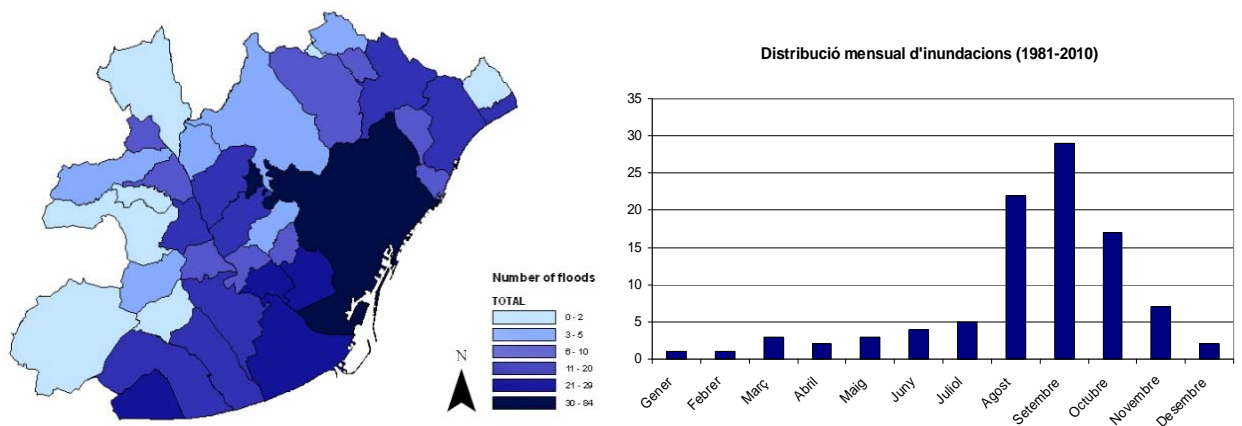 Number of floods
TOTAL
0 - 2
3 - 5
6 - 10
11 - 20
21 - 29
30 - 84
N
Distribució mensual d'inundacions (1981-2010)
35
30
25
20
15
10
5
0
Gener
Febrer
Març
Abril
Maig
Juny
Juliol
Agost
Setembre
Octubre
Novembre
Desembre